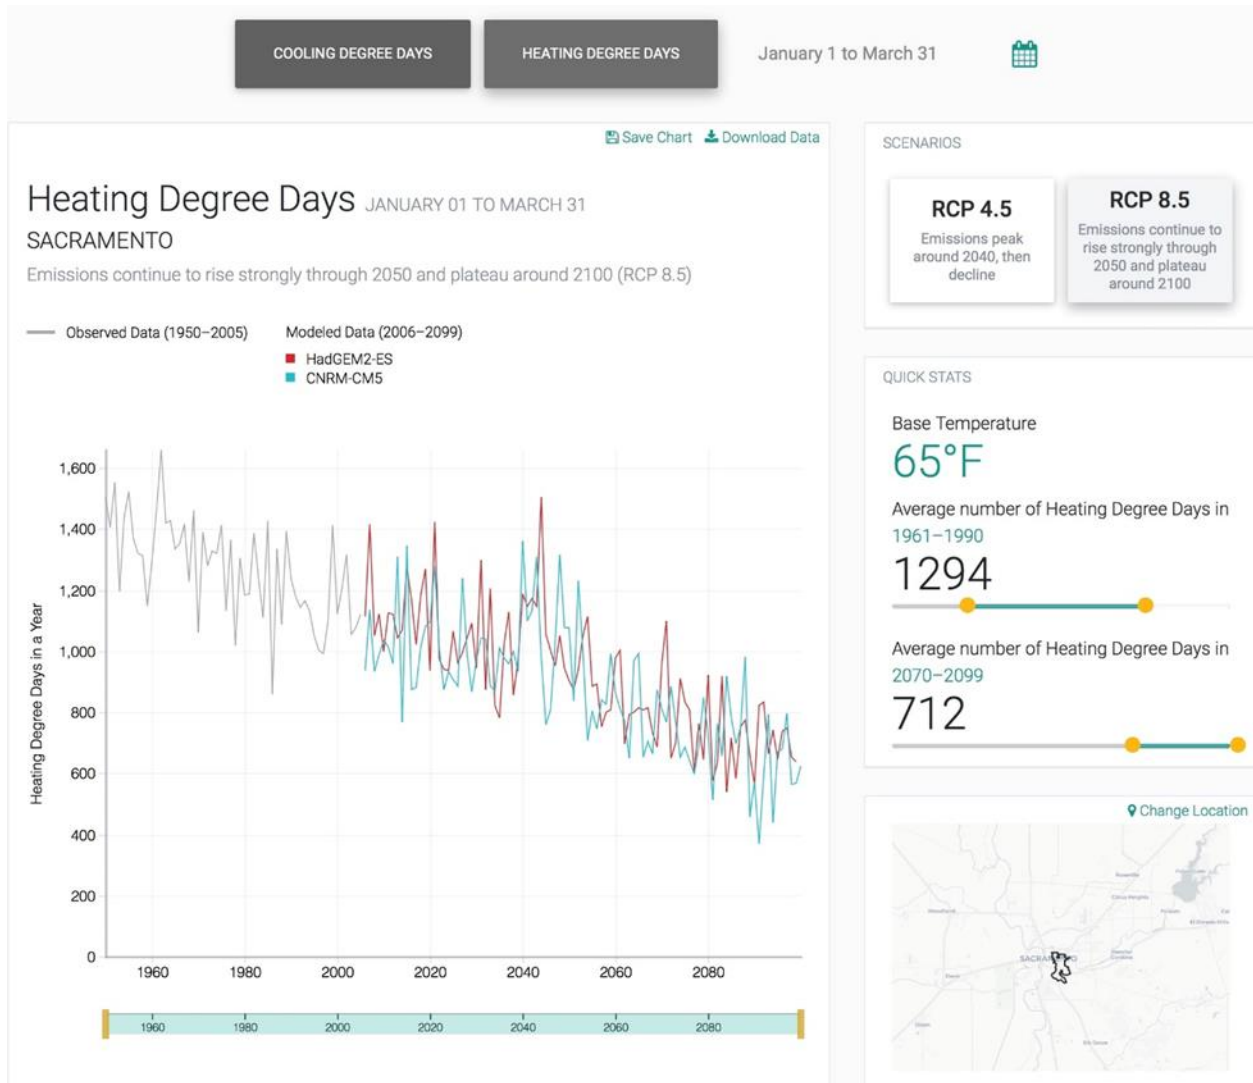 COOLING DEGREE DAYS
HEATING DEGREE DAYS
January 1 to March 31
Save Chart
Download Data
Heating Degree Days JANUARY 01 TO MARCH 31
SACRAMENTO
Emissions continue to rise strongly through 2050 and plateau around 2100 (RCP 8.5)
Observed Data (1950–2005)
Modeled Data (2006–2099)
HadGEM2-ES
CNRM-CM5
Heating Degree Days in a Year
1,600
1,400
1,200
1,000
800
600
400
200
0
1960
1980
2000
2020
2040
2060
2080
1960
1980
2000
2020
2040
2060
2080
SCENARIOS
RCP 4.5
Emissions peak
around 2040, then
decline
RCP 8.5
Emissions continue to
rise strongly through
2050 and plateau
around 2100
QUICK STATS
Base Temperature
65°F
Average number of Heating Degree Days in
1961–1990
1294
Average number of Heating Degree Days in
2070–2099
712
Change Location
Roseville
Citrus Heights
Folsom
Woodland
Davis